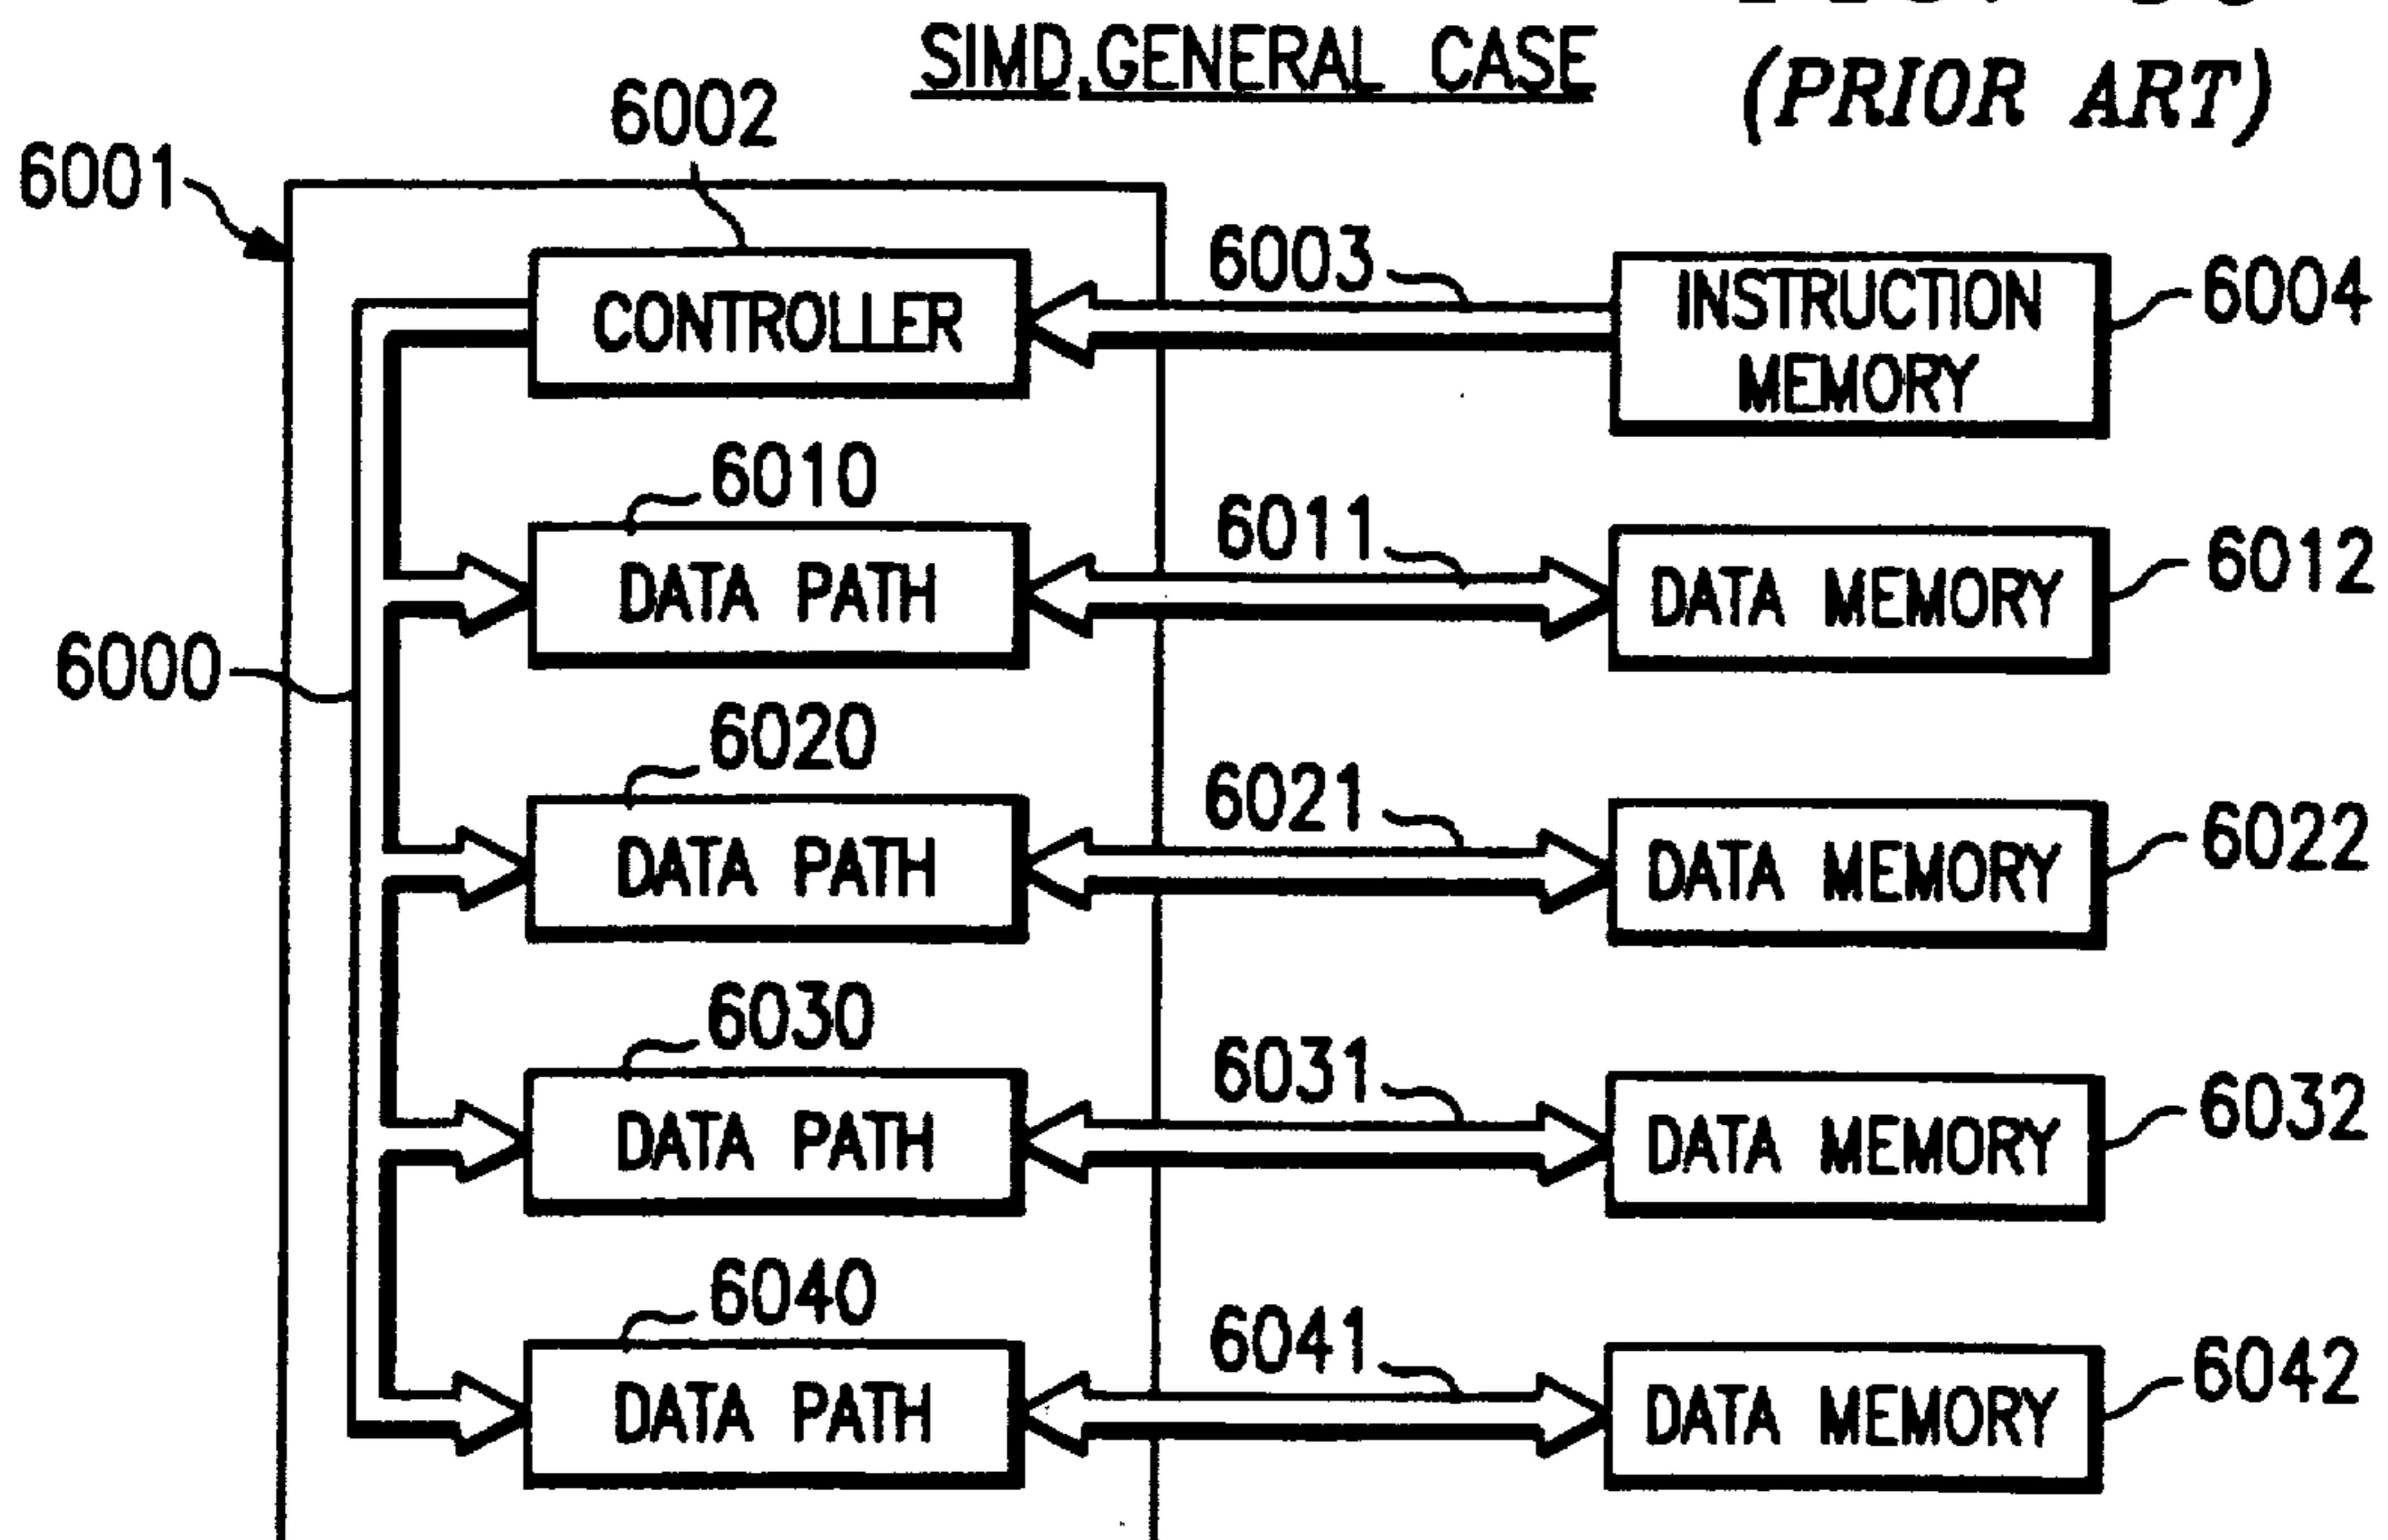 SIMD.GENERAL CASE
(PRIOR ART)
6002
6001
6003
CONTROLLER
INSTRUCTION
MEMORY
6004
6010
6011
DATA PATH
DATA MEMORY
6012
6000
6020
6021
DATA PATH
DATA MEMORY
6022
6030
6031
DATA PATH
DATA MEMORY
6032
6040
6041
DATA PATH
DATA MEMORY
6042